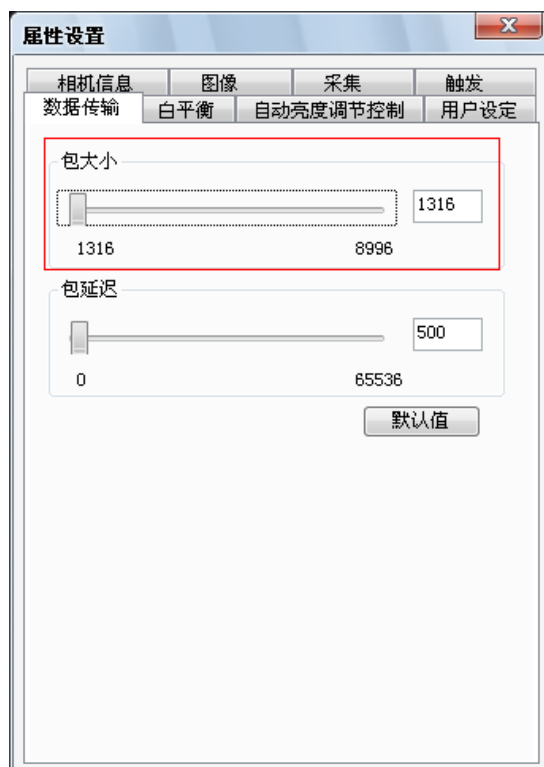 属性设置
相机信息 图像 采集 触发
数据传输 白平衡 自动亮度调节控制 用户设定
包大小
1316
1316 8996
包延迟
500
0 65536
默认值